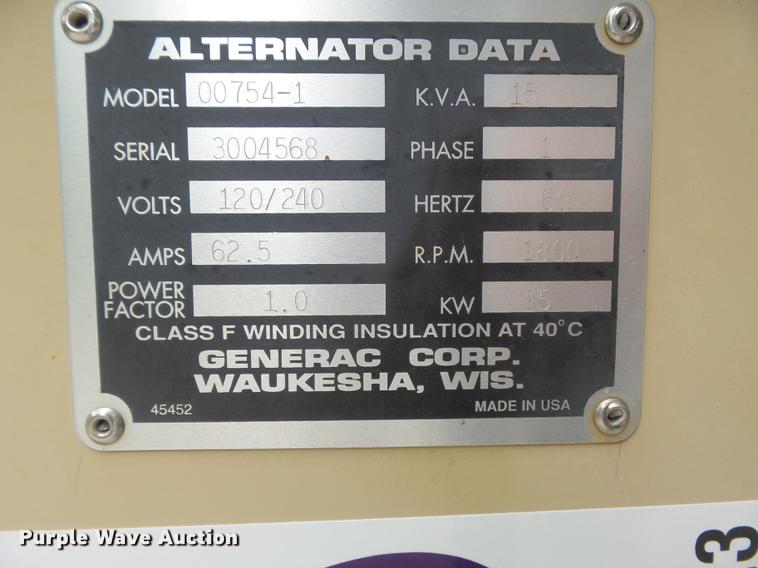 ALTERNATOR DATA
MODEL 00754-1 K.V.A. 15
SERIAL 3004568 PHASE 1
VOLTS 120/240 HERTZ 60
AMPS 62.5 R.P.M. 1800
POWER FACTOR 1.0 KW 15
CLASS F WINDING INSULATION AT 40°C
GENERAC CORP.
WAUKESHA, WIS.
45452 MADE IN USA
Purple Wave Auction
3